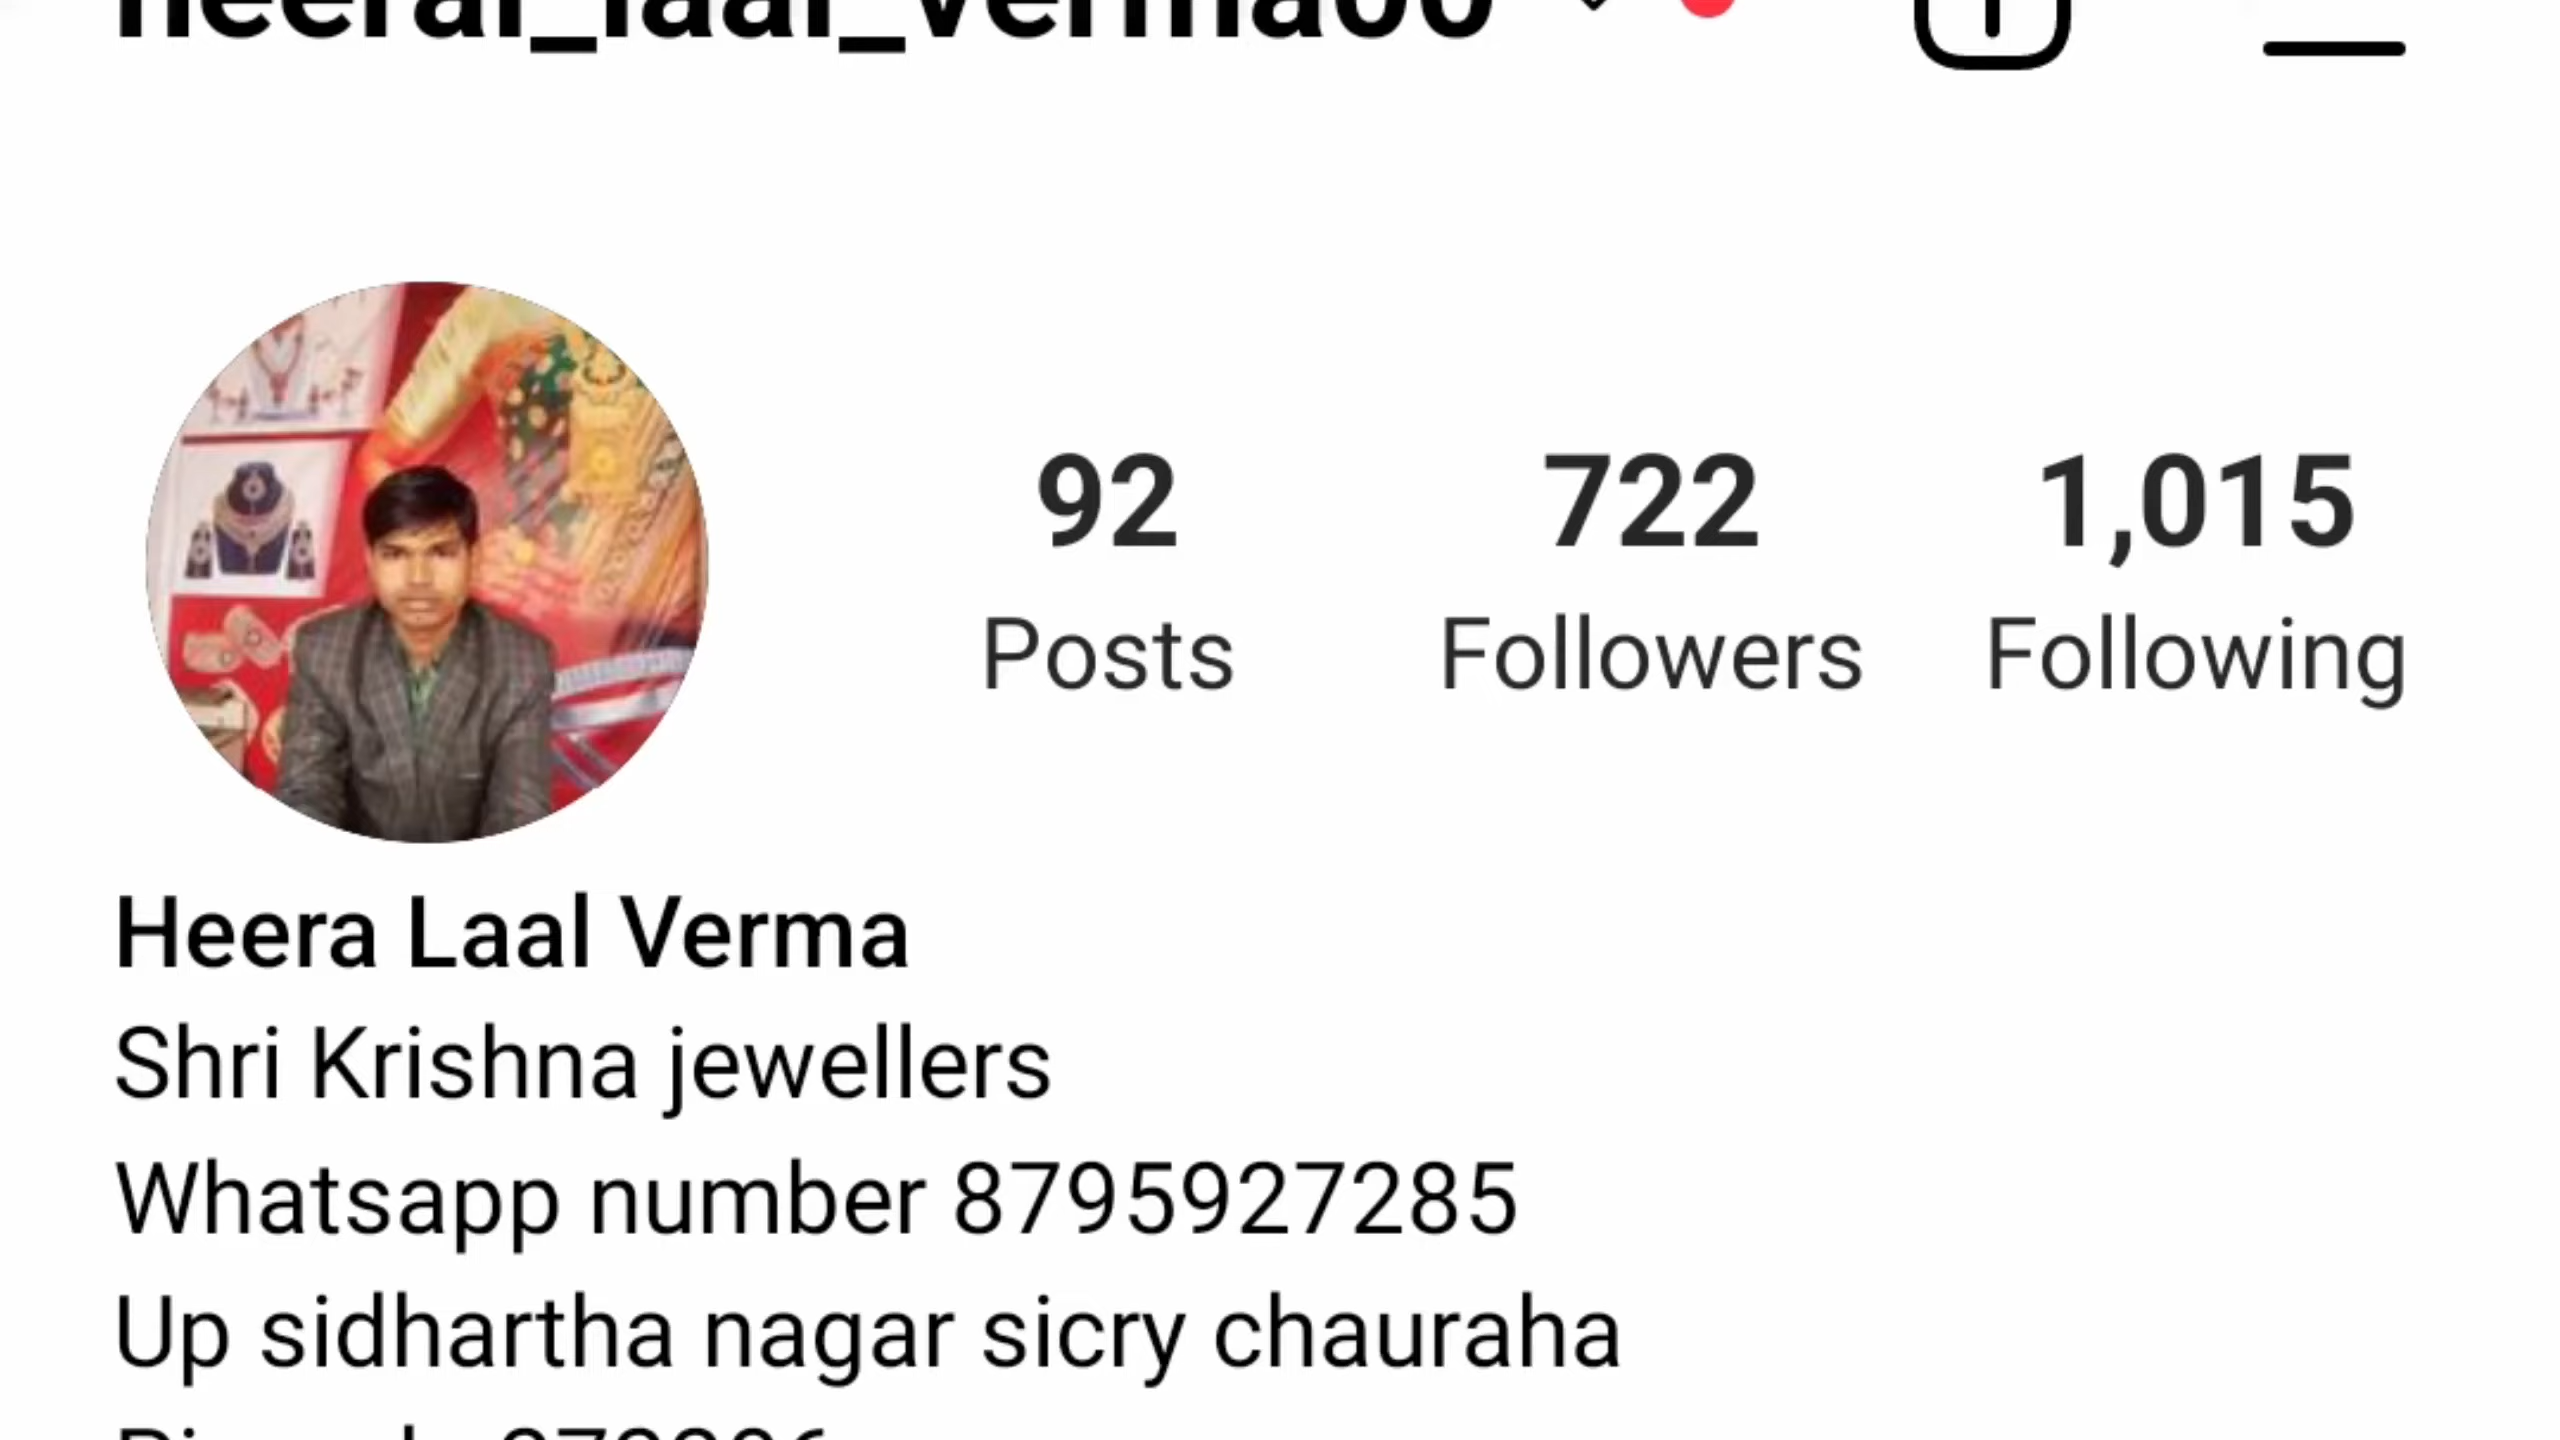 92 722 1,015
Posts Followers Following
Heera Laal Verma
Shri Krishna jewellers
Whatsapp number 8795927285
Up sidhartha nagar sicry chauraha